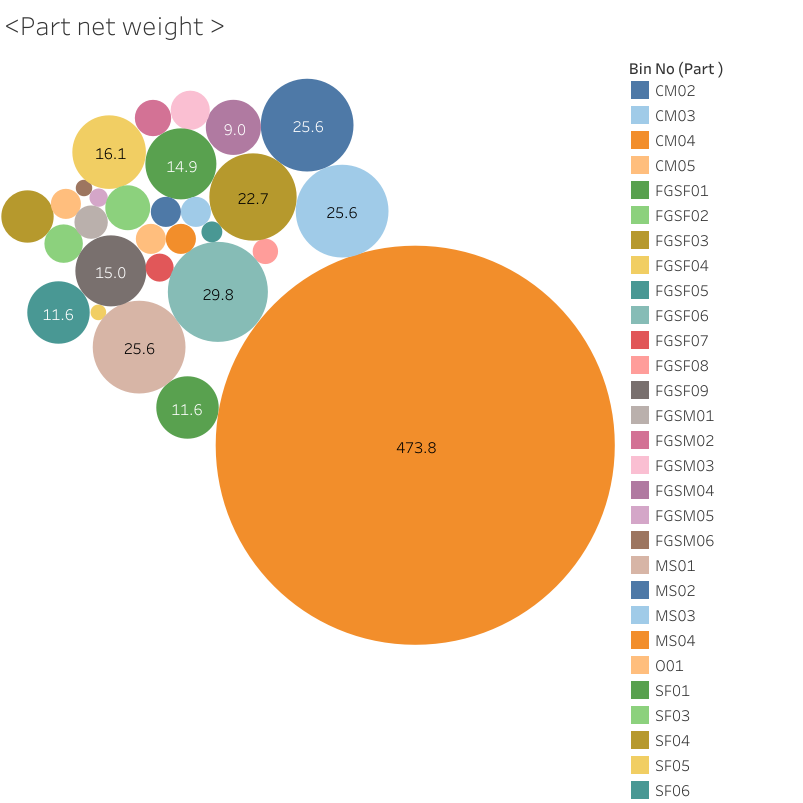 <Part net weight >
Bin No (Part )
CM02
CM03
CM04
CM05
FGSF01
FGSF02
FGSF03
FGSF04
FGSF05
FGSF06
FGSF07
FGSF08
FGSF09
FGSM01
FGSM02
FGSM03
FGSM04
FGSM05
FGSM06
MS01
MS02
MS03
MS04
O01
SF01
SF03
SF04
SF05
SF06
25.6
9.0
16.1
14.9
22.7
25.6
15.0
29.8
11.6
25.6
11.6
473.8